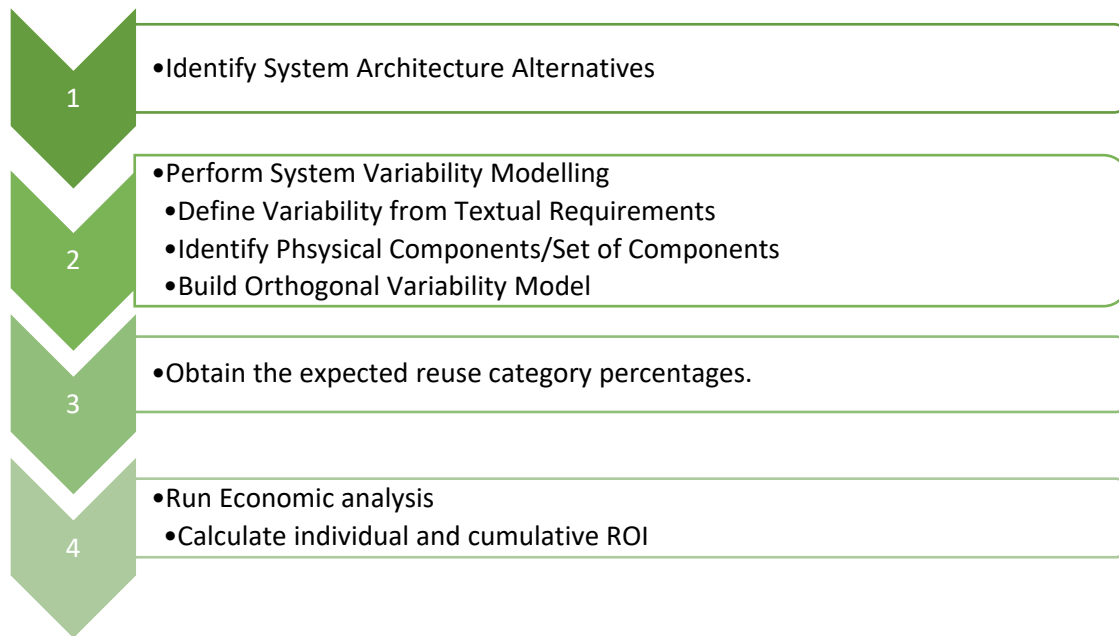 1
•Identify System Architecture Alternatives
2
•Perform System Variability Modelling
•Define Variability from Textual Requirements
•Identify Phsysical Components/Set of Components
•Build Orthogonal Variability Model
3
•Obtain the expected reuse category percentages.
4
•Run Economic analysis
•Calculate individual and cumulative ROI